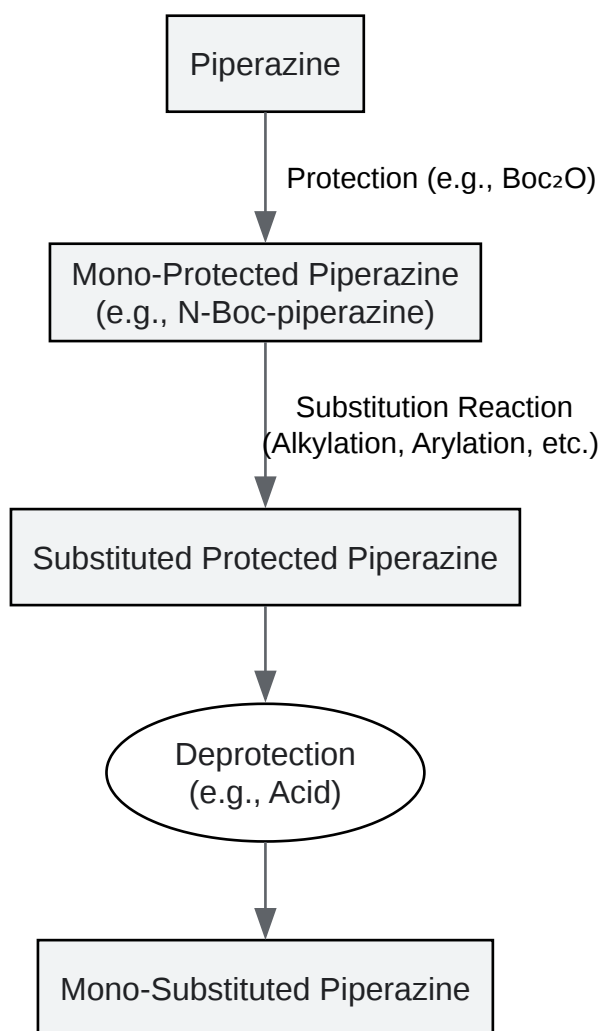 Piperazine
Protection (e.g., Boc₂O)
Mono-Protected Piperazine
(e.g., N-Boc-piperazine)
Substitution Reaction
(Alkylation, Arylation, etc.)
Substituted Protected Piperazine
Deprotection
(e.g., Acid)
Mono-Substituted Piperazine